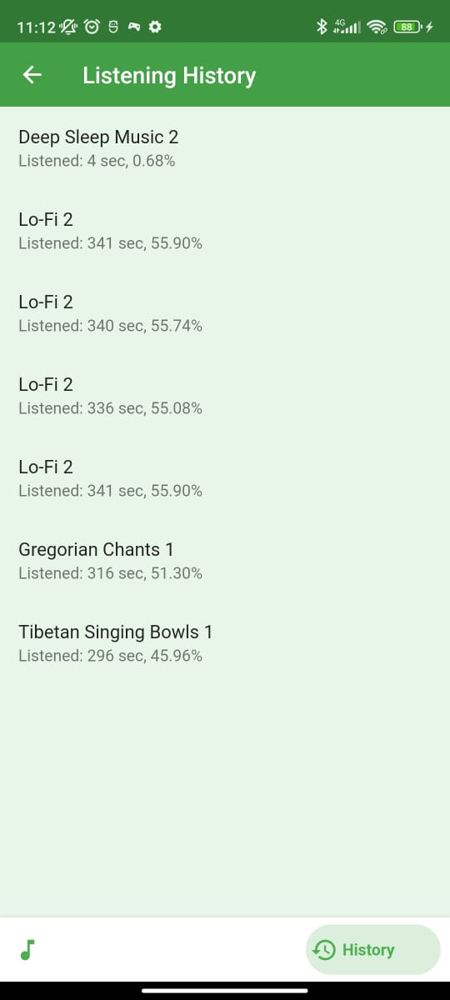 11:12
4G
88
Listening History
Deep Sleep Music 2
Listened: 4 sec, 0.68%
Lo-Fi 2
Listened: 341 sec, 55.90%
Lo-Fi 2
Listened: 340 sec, 55.74%
Lo-Fi 2
Listened: 336 sec, 55.08%
Lo-Fi 2
Listened: 341 sec, 55.90%
Gregorian Chants 1
Listened: 316 sec, 51.30%
Tibetan Singing Bowls 1
Listened: 296 sec, 45.96%
History